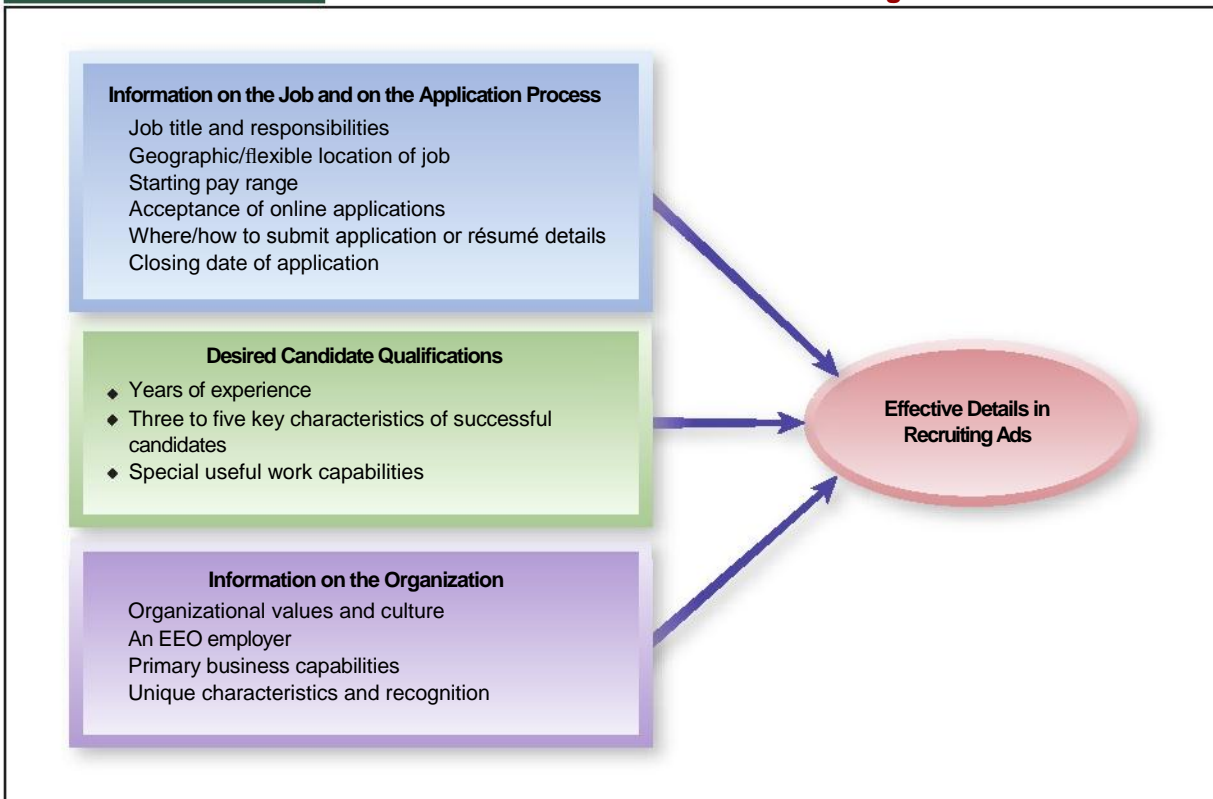 Information on the Job and on the Application Process
Job title and responsibilities
Geographic/flexible location of job
Starting pay range
Acceptance of online applications
Where/how to submit application or résumé details
Closing date of application
Desired Candidate Qualifications
◆ Years of experience
◆ Three to five key characteristics of successful
candidates
◆ Special useful work capabilities
Effective Details in
Recruiting Ads
Information on the Organization
Organizational values and culture
An EEO employer
Primary business capabilities
Unique characteristics and recognition